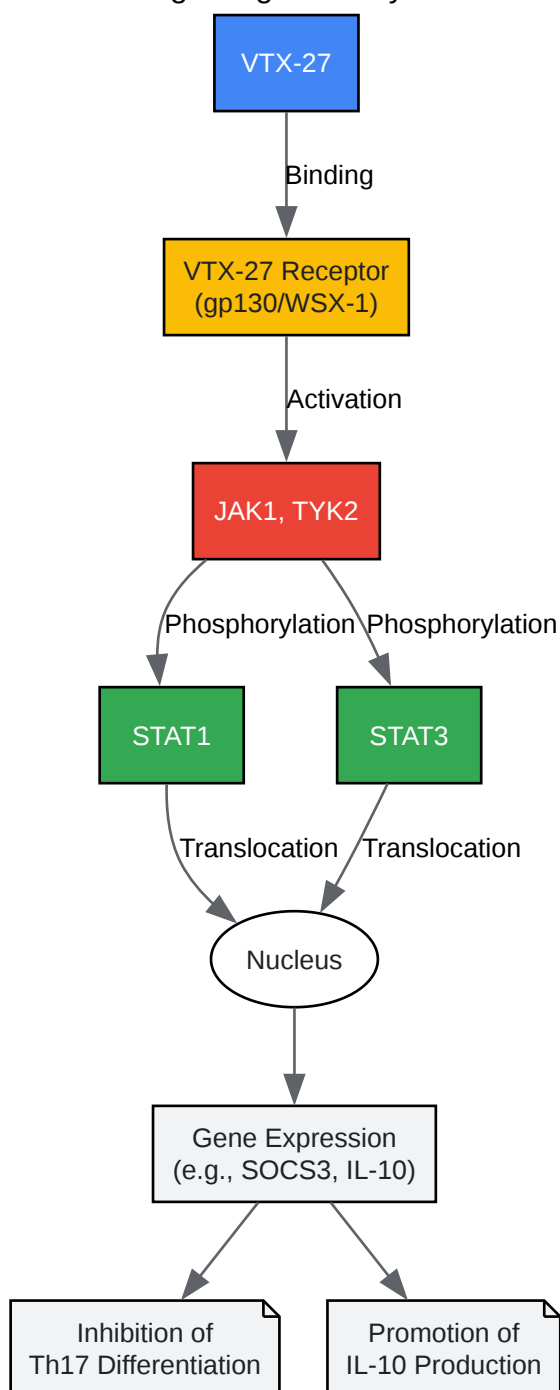 VTX-27
Binding
VTX-27 Receptor
(gp130/WSX-1)
Activation
JAK1, TYK2
Phosphorylation Phosphorylation
STAT1 STAT3
Translocation Translocation
Nucleus
Gene Expression
(e.g., SOCS3, IL-10)
Inhibition of
Th17 Differentiation
Promotion of
IL-10 Production